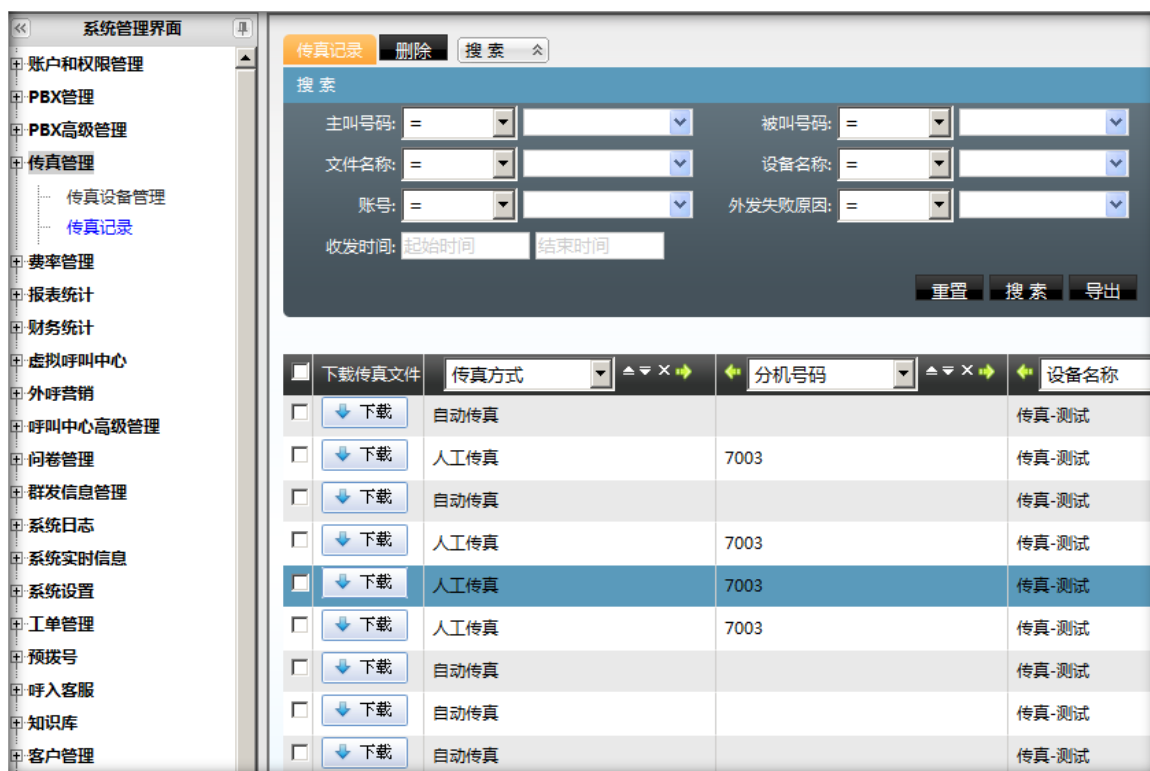 系统管理界面
账户和权限管理
PBX管理
PBX高级管理
传真管理
传真设备管理
传真记录
费率管理
报表统计
财务统计
虚拟呼叫中心
外呼营销
呼叫中心高级管理
问卷管理
群发信息管理
系统日志
系统实时信息
系统设置
工单管理
预拨号
呼入客服
知识库
客户管理
传真记录 删除 搜 索
搜 索
主叫号码: = 被叫号码: =
文件名称: = 设备名称: =
账号: = 外发失败原因: =
收发时间: 起始时间 结束时间
重置 搜 索 导出
下载传真文件 传真方式 分机号码 设备名称
下载 自动传真 传真-测试
下载 人工传真 7003 传真-测试
下载 自动传真 传真-测试
下载 人工传真 7003 传真-测试
下载 人工传真 7003 传真-测试
下载 人工传真 7003 传真-测试
下载 自动传真 传真-测试
下载 自动传真 传真-测试
下载 自动传真 传真-测试